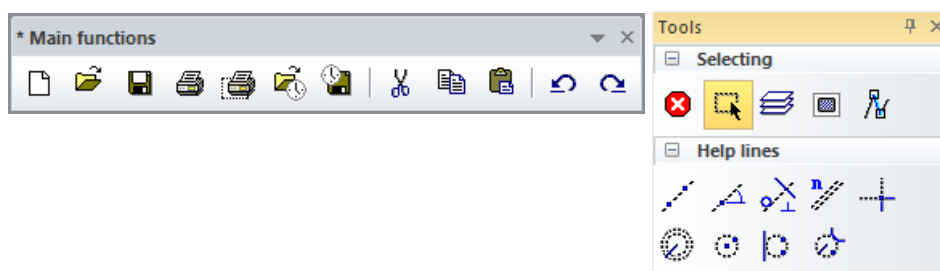 * Main functions
Tools
Selecting
Help lines
n